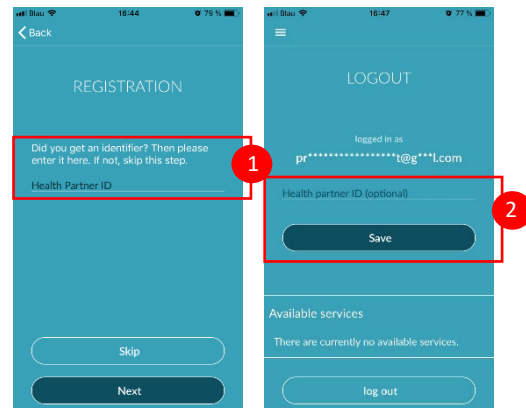 Blau 16:44 79 %
Back
REGISTRATION
Did you get an identifier? Then please
enter it here. If not, skip this step.
Health Partner ID
1
Skip
Next
Blau 16:47 77 %
LOGOUT
logged in as
pr*****************t@g***l.com
Health partner ID (optional)
2
Save
Available services
There are currently no available services.
log out